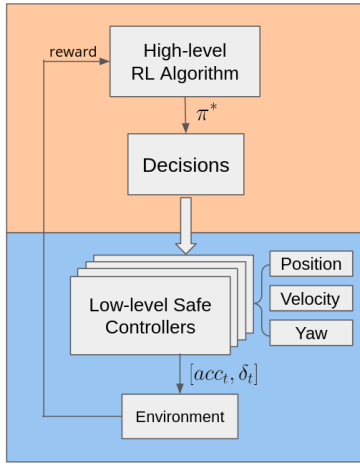 reward
High-level
RL Algorithm
π*
Decisions
Low-level Safe
Controllers
Position
Velocity
Yaw
[acc_t, δ_t]
Environment